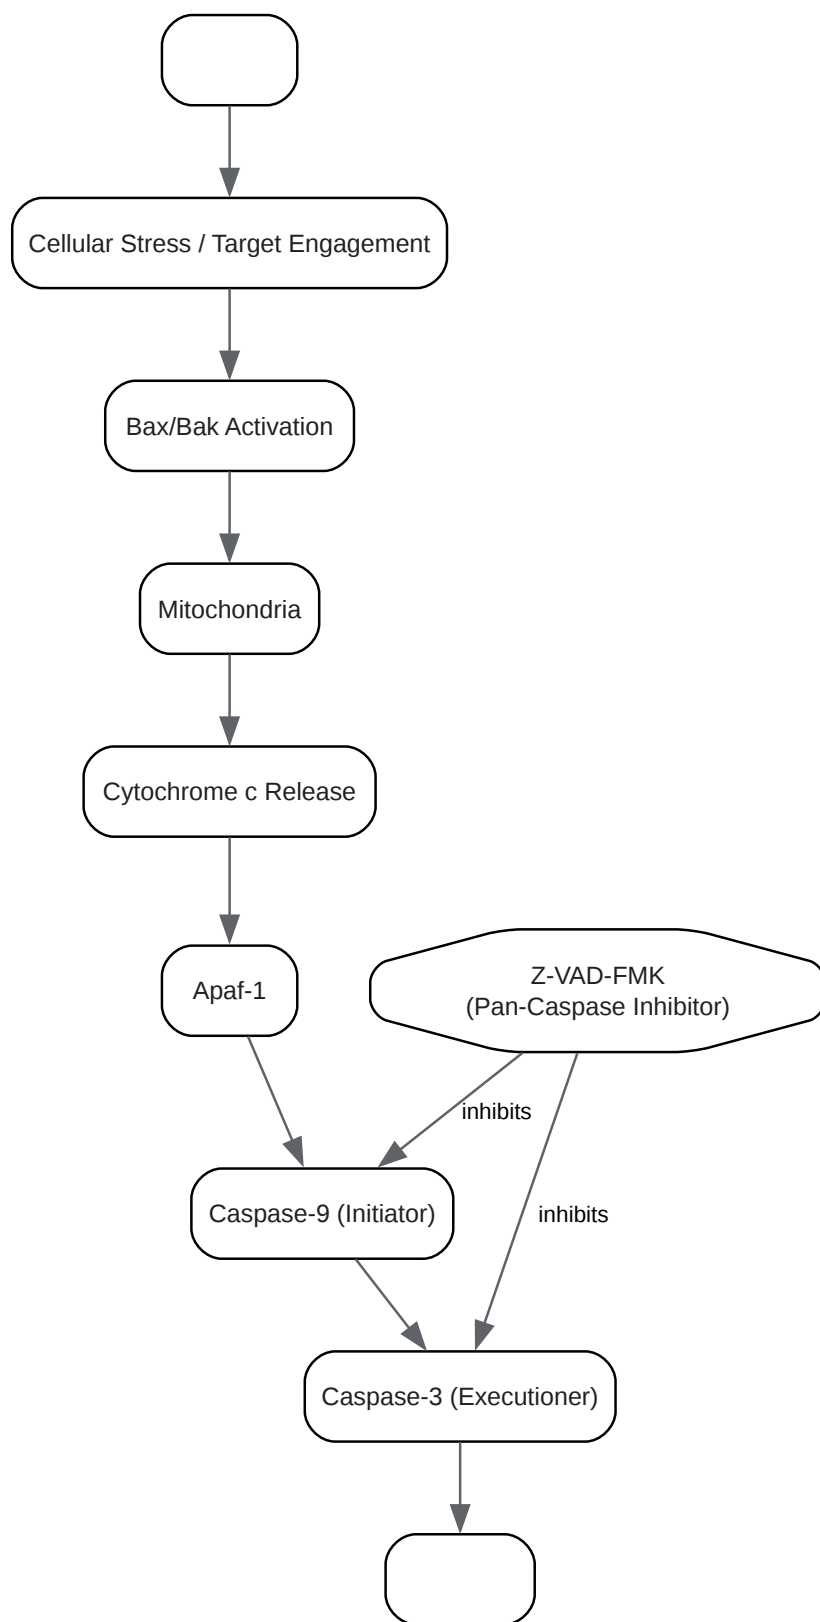 Cellular Stress / Target Engagement
Bax/Bak Activation
Mitochondria
Cytochrome c Release
Apaf-1
Z-VAD-FMK
(Pan-Caspase Inhibitor)
inhibits
Caspase-9 (Initiator)
inhibits
Caspase-3 (Executioner)